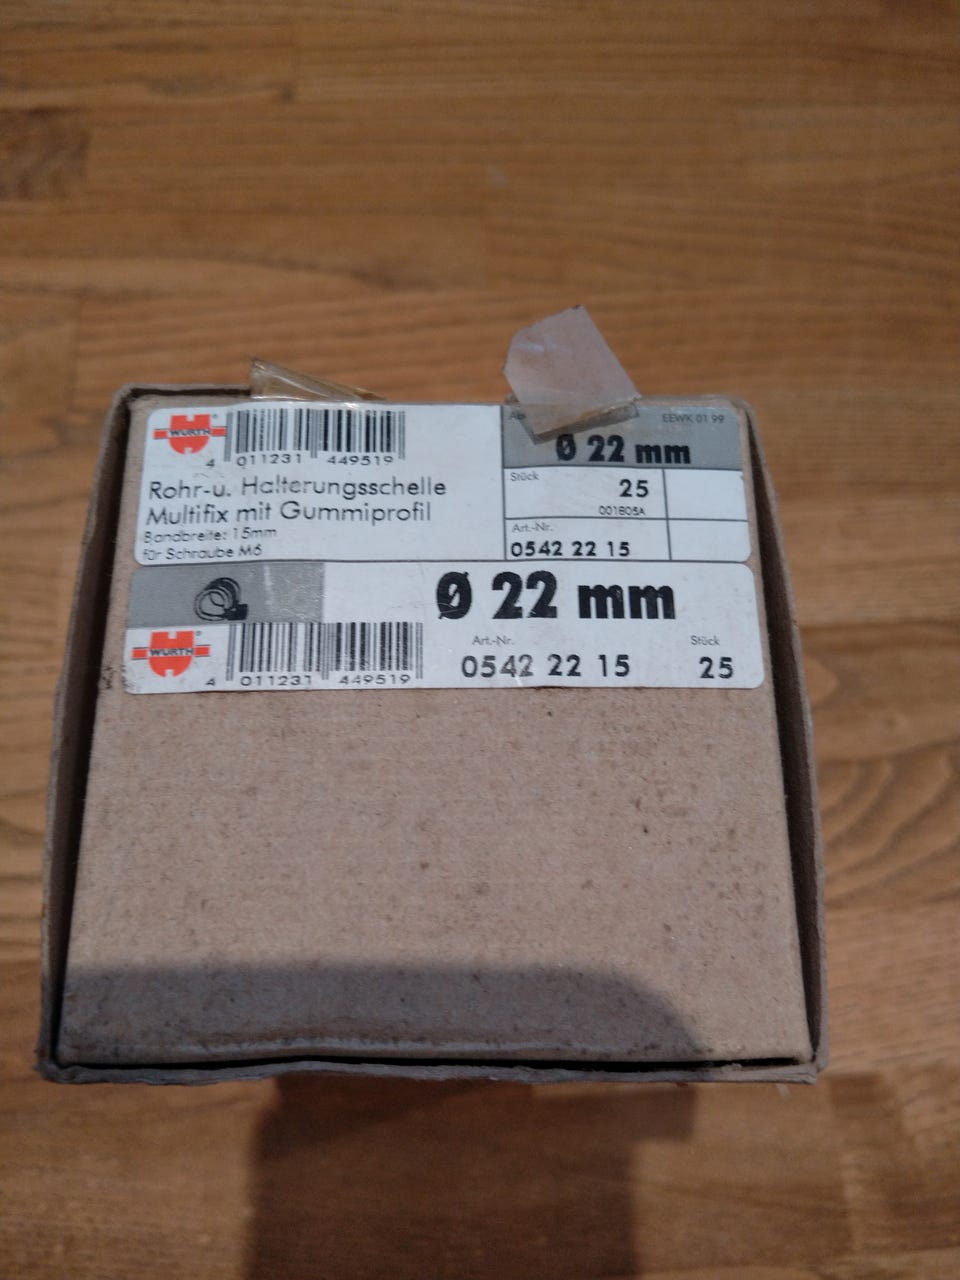 WÜRTH
4 011231 449519
Rohr-u. Halterungsschelle
Multifix mit Gummiprofil
Bandbreite: 15mm
für Schraube M6
EEWK 01 99
Ø 22 mm
Stück
25
001605A
Art.-Nr.
0542 22 15
Ø 22 mm
WÜRTH
4 011231 449519
Art.-Nr.
0542 22 15
Stück
25